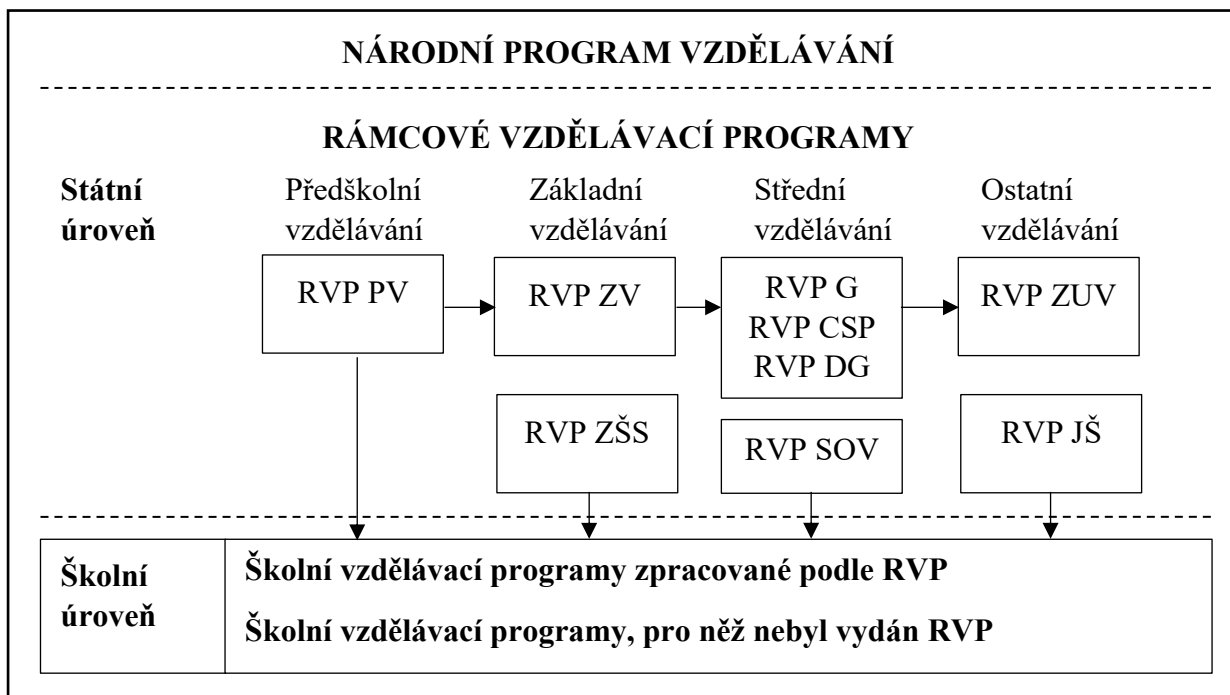 NÁRODNÍ PROGRAM VZDĚLÁVÁNÍ
RÁMCOVÉ VZDĚLÁVACÍ PROGRAMY
Státní
úroveň
Předškolní
vzdělávání
Základní
vzdělávání
Střední
vzdělávání
Ostatní
vzdělávání
RVP PV
RVP ZV
RVP G
RVP CSP
RVP DG
RVP ZUV
RVP ZŠS
RVP SOV
RVP JŠ
Školní
úroveň
Školní vzdělávací programy zpracované podle RVP
Školní vzdělávací programy, pro něž nebyl vydán RVP